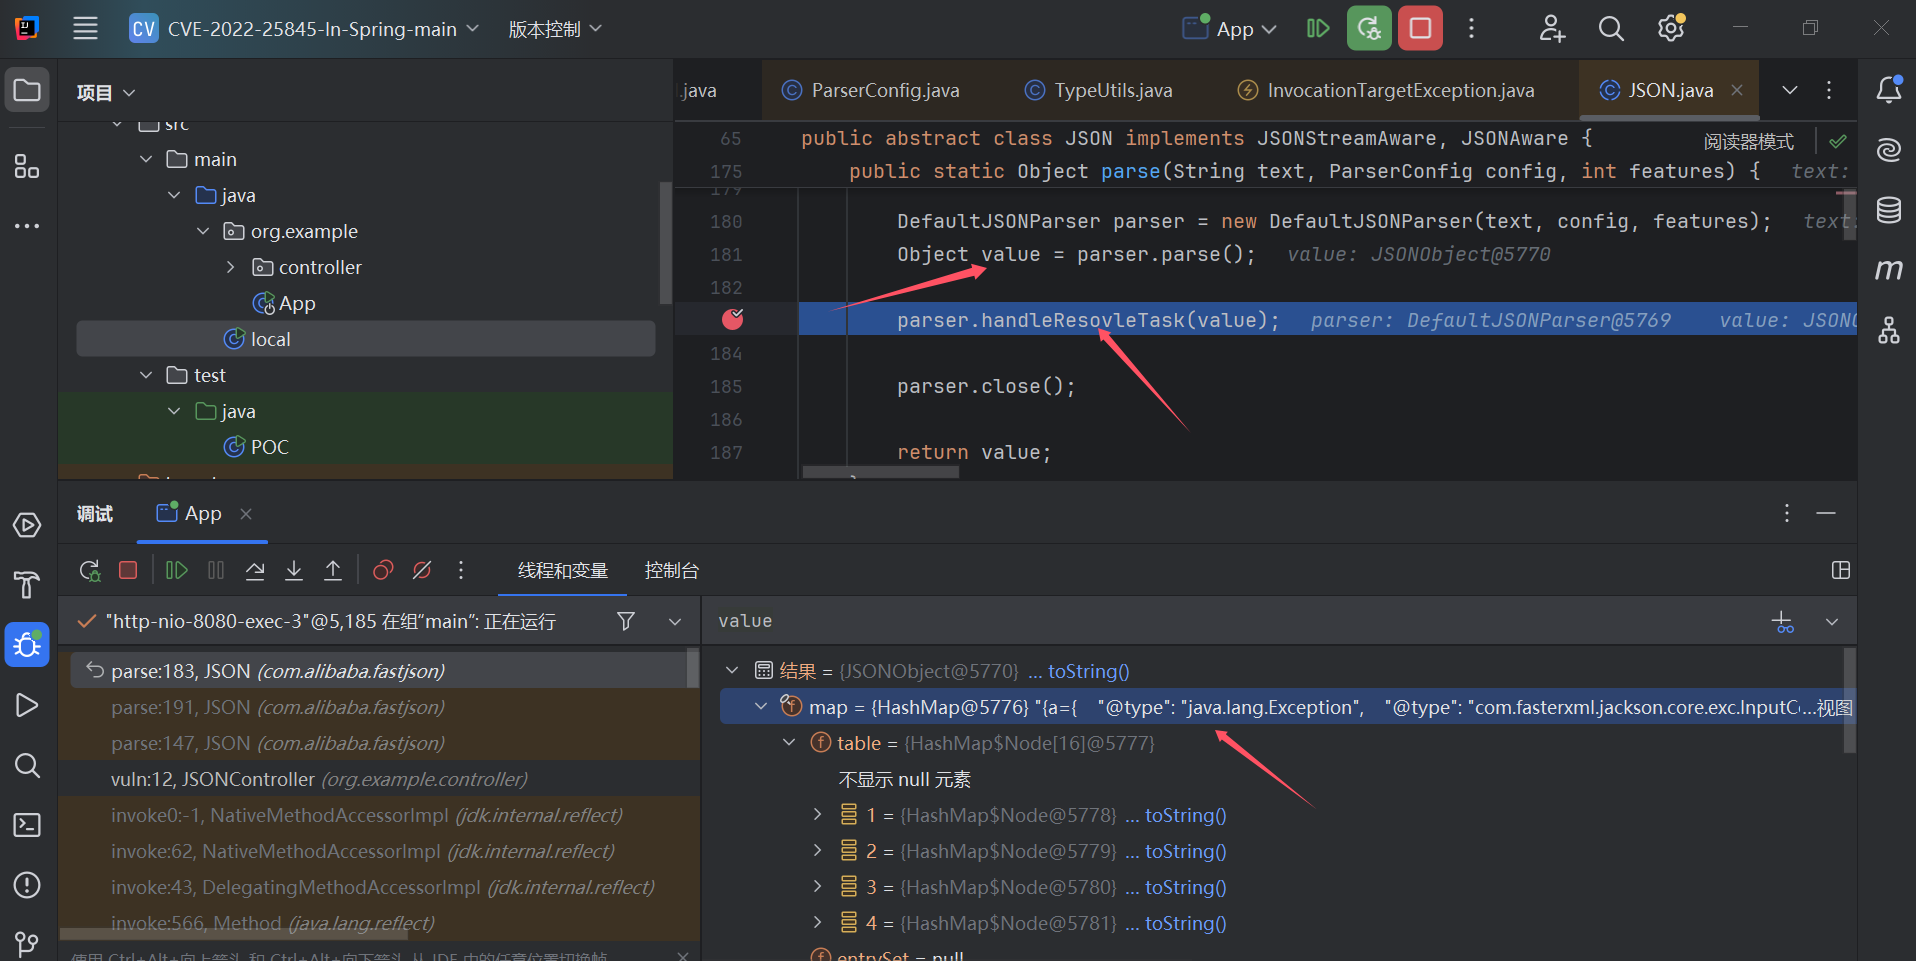 CV CVE-2022-25845-In-Spring-main 版本控制 App
项目
src
main
java
org.example
controller
App
local
test
java
POC
.java ParserConfig.java TypeUtils.java InvocationTargetException.java JSON.java
65 public abstract class JSON implements JSONStreamAware, JSONAware { 阅读器模式
175 public static Object parse(String text, ParserConfig config, int features) { text:
179
180 DefaultJSONParser parser = new DefaultJSONParser(text, config, features); text:
181 Object value = parser.parse(); value: JSONObject@5770
182
parser.handleResovleTask(value); parser: DefaultJSONParser@5769 value: JSONO
184
185 parser.close();
186
187 return value;
}
调试 App
线程和变量 控制台
"http-nio-8080-exec-3"@5,185 在组"main": 正在运行
parse:183, JSON (com.alibaba.fastjson)
parse:191, JSON (com.alibaba.fastjson)
parse:147, JSON (com.alibaba.fastjson)
vuln:12, JSONController (org.example.controller)
invoke0:-1, NativeMethodAccessorImpl (jdk.internal.reflect)
invoke:62, NativeMethodAccessorImpl (jdk.internal.reflect)
invoke:43, DelegatingMethodAccessorImpl (jdk.internal.reflect)
invoke:566, Method (java.lang.reflect)
使用 Ctrl+Alt+向上箭头 和 Ctrl+Alt+向下箭头 从 IDE 中的任意位置切换帧
value
结果 = {JSONObject@5770} ... toString()
map = {HashMap@5776} "{a={ "@type": "java.lang.Exception", "@type": "com.fasterxml.jackson.core.exc.InputC...视图
table = {HashMap$Node[16]@5777}
不显示 null 元素
1 = {HashMap$Node@5778} ... toString()
2 = {HashMap$Node@5779} ... toString()
3 = {HashMap$Node@5780} ... toString()
4 = {HashMap$Node@5781} ... toString()
entrySet = null